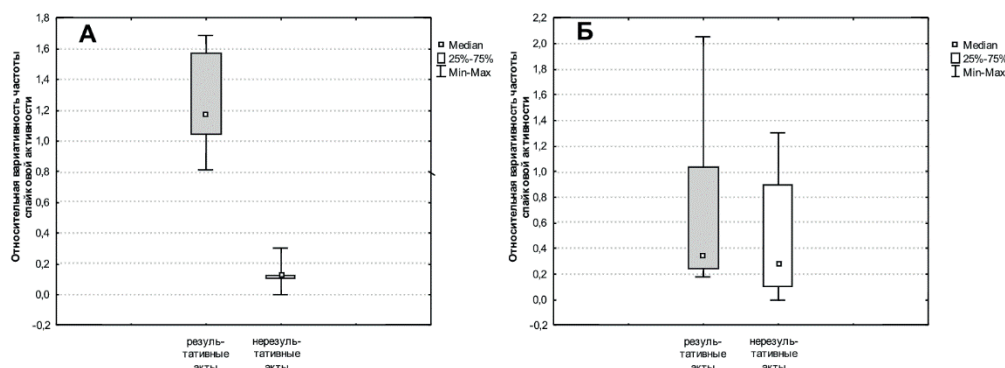 А
Относительная вариативность частоты
спайковой активности
1,8
1,6
1,4
1,2
1,0
0,8
0,6
0,4
0,2
0,0
-0,2
Median
25%-75%
Min-Max
резуль-
тативные
акты
нерезуль-
тативные
акты
Б
Относительная вариативность частоты
спайковой активности
2,2
2,0
1,8
1,6
1,4
1,2
1,0
0,8
0,6
0,4
0,2
0,0
-0,2
Median
25%-75%
Min-Max
резуль-
тативные
акты
нерезуль-
тативные
акты